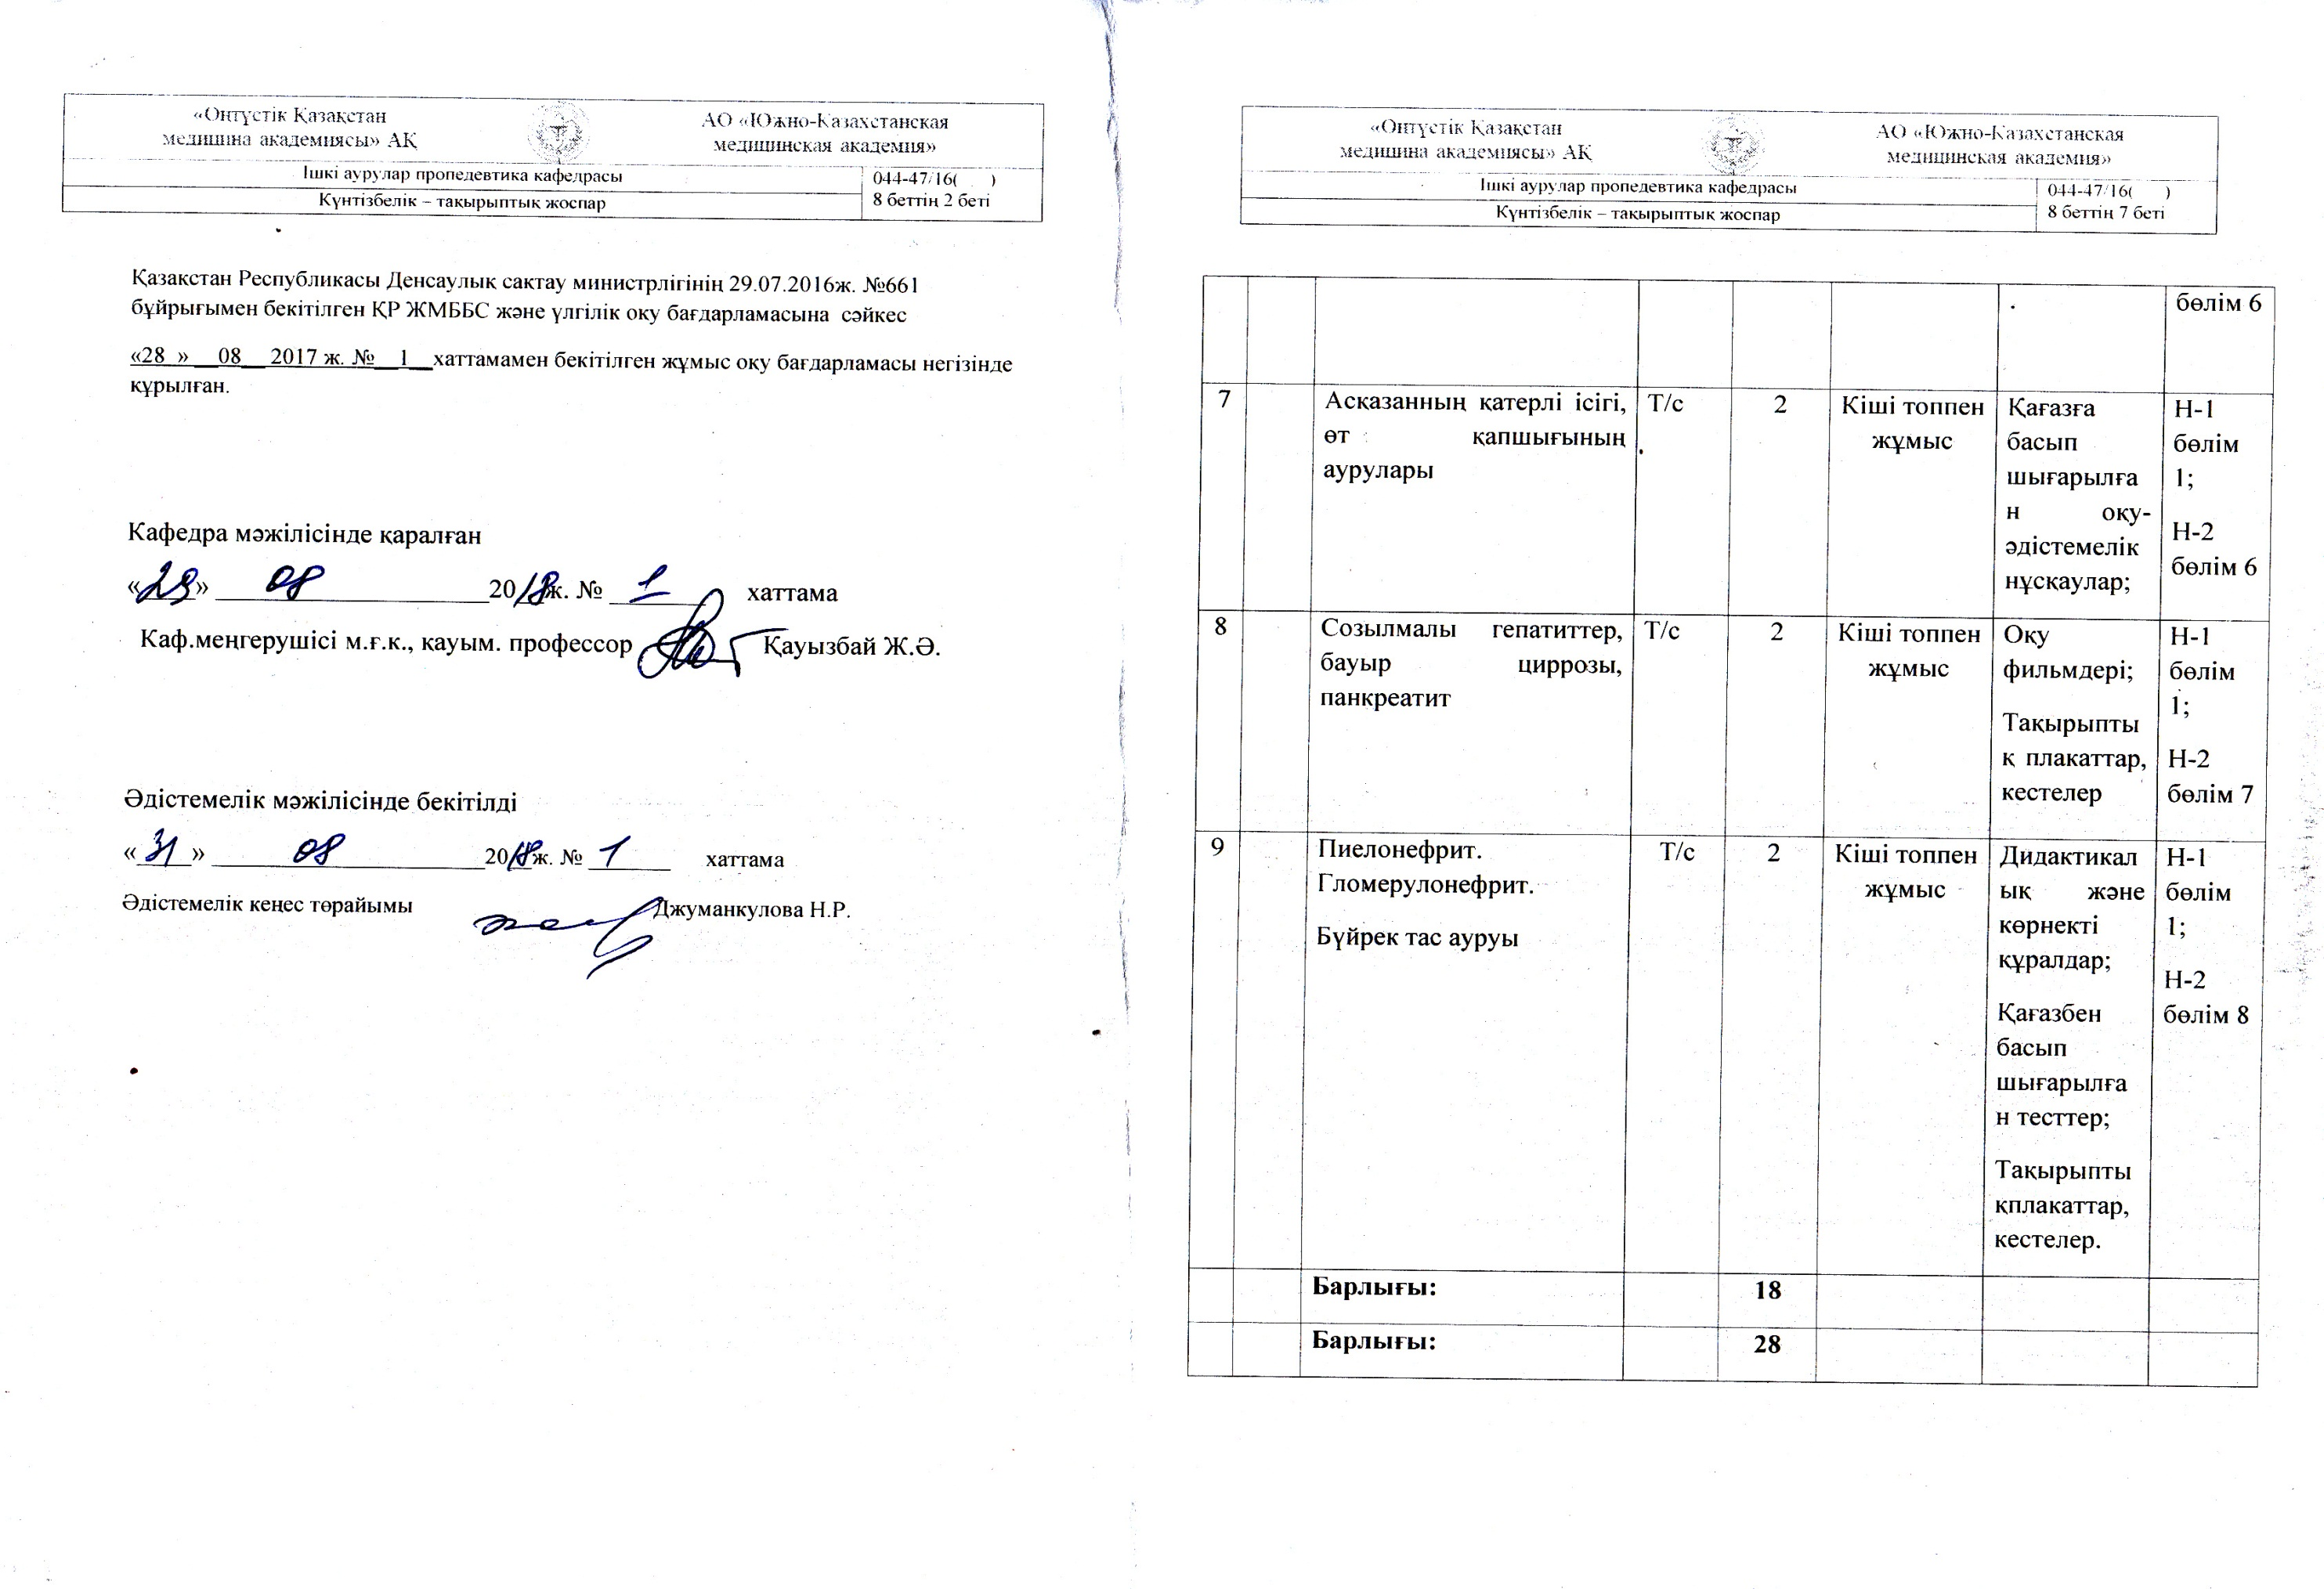 «Оңтүстік Қазақстан
медицина академиясы» АҚ
АО «Южно-Казахстанская
медицинская академия»
Ішкі аурулар пропедевтика кафедрасы
044-47/16( )
Күнтізбелік – тақырыптық жоспар
8 беттің 2 беті
Қазақстан Республикасы Денсаулық сақтау министрлігінің 29.07.2016ж. №661
бұйрығымен бекітілген ҚР ЖМББС және үлгілік оқу бағдарламасына сәйкес
«28 » 08 2017 ж. № 1 хаттамамен бекітілген жұмыс оқу бағдарламасы негізінде
құрылған.
Кафедра мәжілісінде қаралған
«29» 08 2018ж. № 1 хаттама
Каф.меңгерушісі м.ғ.к., қауым. профессор Қауызбай Ж.Ә.
Әдістемелік мәжілісінде бекітілді
«31» 08 2018ж. № 1 хаттама
Әдістемелік кеңес төрайымы Джуманкулова Н.Р.
«Оңтүстік Қазақстан
медицина академиясы» АҚ
АО «Южно-Казахстанская
медицинская академия»
Ішкі аурулар пропедевтика кафедрасы
044-47/16( )
Күнтізбелік – тақырыптық жоспар
8 беттің 7 беті
.
бөлім 6
7
Асқазанның қатерлі ісігі,
өт қапшығының
аурулары
Т/с
2
Кіші топпен
жұмыс
Қағазға
басып
шығарылға
н оқу-
әдістемелік
нұсқаулар;
Н-1
бөлім
1;
Н-2
бөлім 6
8
Созылмалы гепатиттер,
бауыр циррозы,
панкреатит
Т/с
2
Кіші топпен
жұмыс
Оқу
фильмдері;
Тақырыпты
қ плакаттар,
кестелер
Н-1
бөлім
1;
Н-2
бөлім 7
9
Пиелонефрит.
Гломерулонефрит.
Бүйрек тас ауруы
Т/с
2
Кіші топпен
жұмыс
Дидактикал
ық және
көрнекті
құралдар;
Қағазбен
басып
шығарылға
н тесттер;
Тақырыпты
қплакаттар,
кестелер.
Н-1
бөлім
1;
Н-2
бөлім 8
Барлығы:
18
Барлығы:
28